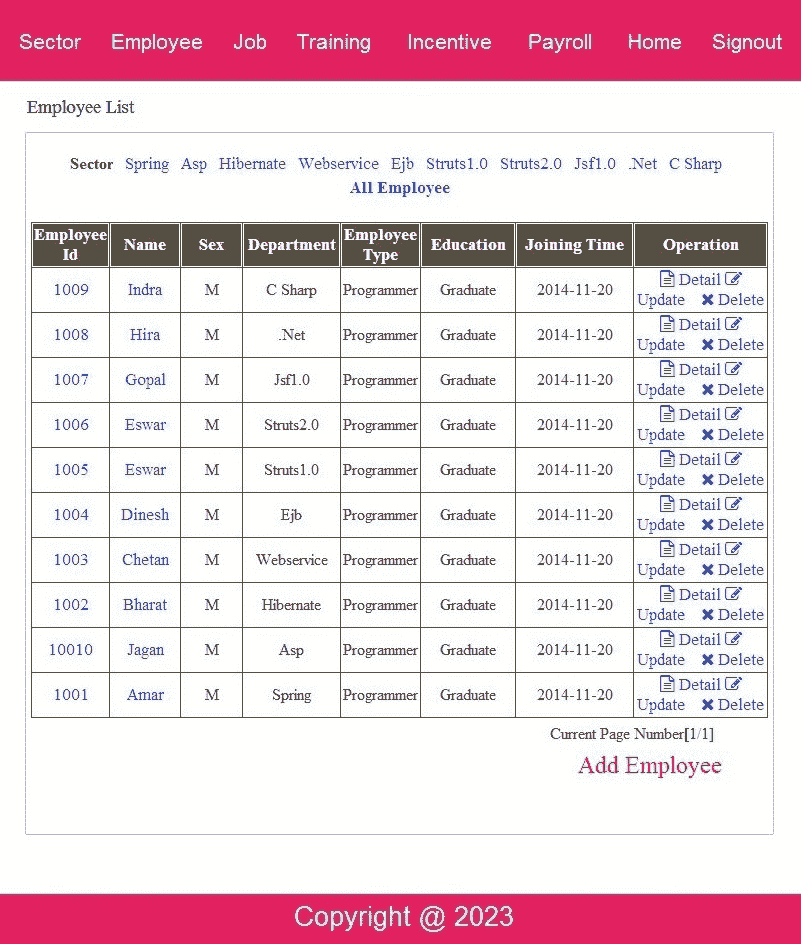 Sector Employee Job Training Incentive Payroll Home Signout
Employee List
Sector Spring Asp Hibernate Webservice Ejb Struts1.0 Struts2.0 Jsf1.0 .Net C Sharp
All Employee
Employee Id Name Sex Department Employee Type Education Joining Time Operation
1009 Indra M C Sharp Programmer Graduate 2014-11-20 Detail Update Delete
1008 Hira M .Net Programmer Graduate 2014-11-20 Detail Update Delete
1007 Gopal M Jsf1.0 Programmer Graduate 2014-11-20 Detail Update Delete
1006 Eswar M Struts2.0 Programmer Graduate 2014-11-20 Detail Update Delete
1005 Eswar M Struts1.0 Programmer Graduate 2014-11-20 Detail Update Delete
1004 Dinesh M Ejb Programmer Graduate 2014-11-20 Detail Update Delete
1003 Chetan M Webservice Programmer Graduate 2014-11-20 Detail Update Delete
1002 Bharat M Hibernate Programmer Graduate 2014-11-20 Detail Update Delete
10010 Jagan M Asp Programmer Graduate 2014-11-20 Detail Update Delete
1001 Amar M Spring Programmer Graduate 2014-11-20 Detail Update Delete
Current Page Number[1/1]
Add Employee
Copyright @ 2023